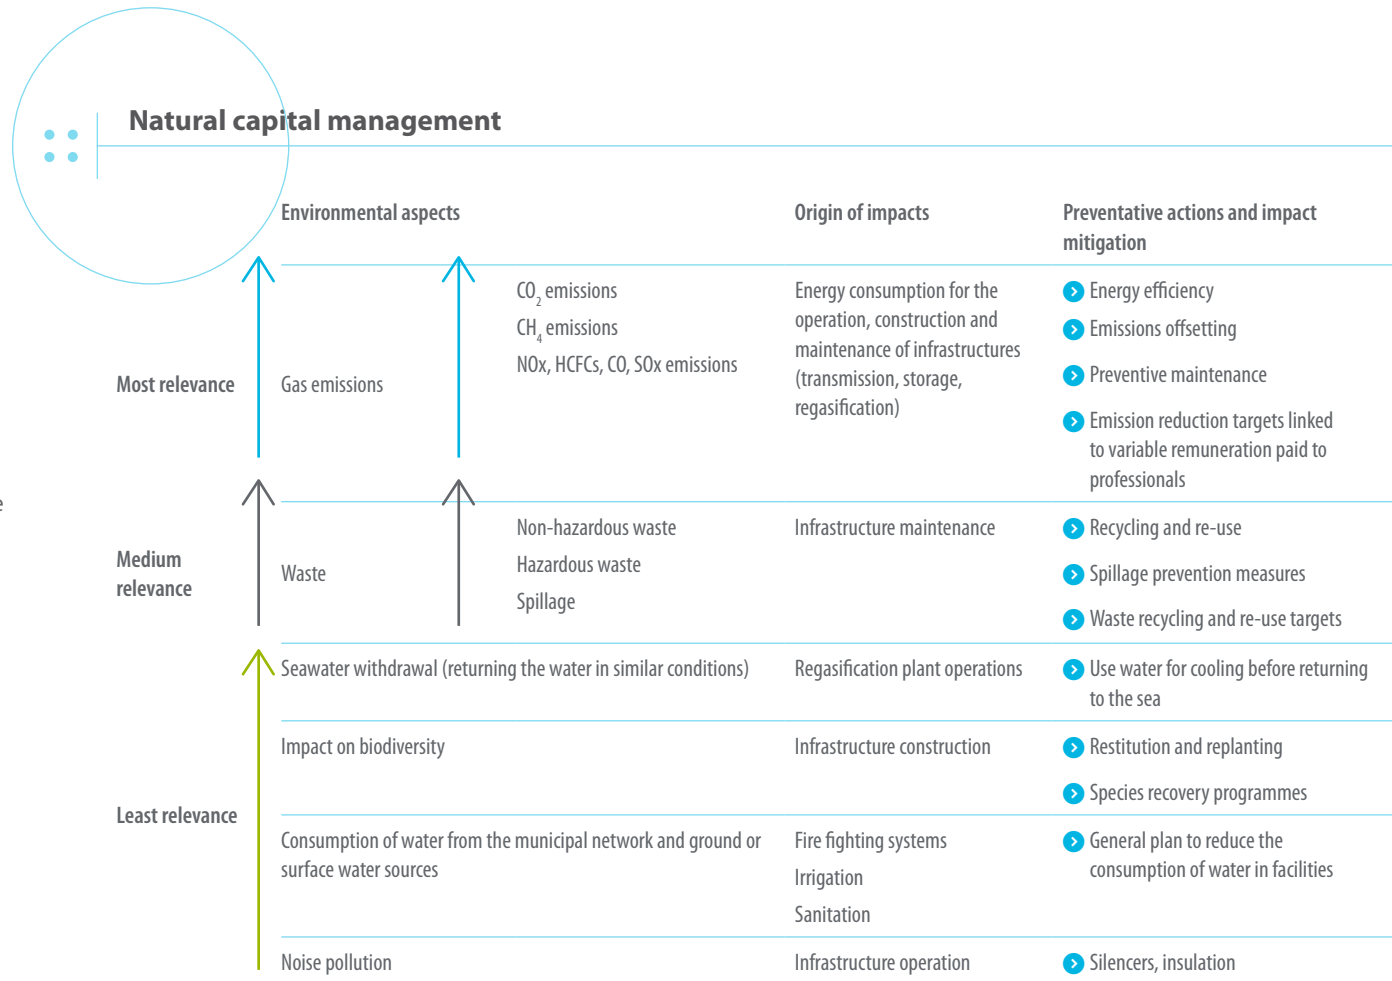 Natural capital management
Environmental aspects
Origin of impacts
Preventative actions and impact
mitigation
Most relevance
Gas emissions
CO2 emissions
CH4 emissions
NOx, HCFCs, CO, SOx emissions
Energy consumption for the
operation, construction and
maintenance of infrastructures
(transmission, storage,
regasification)
Energy efficiency
Emissions offsetting
Preventive maintenance
Emission reduction targets linked
to variable remuneration paid to
professionals
e
Medium
relevance
Waste
Non-hazardous waste
Hazardous waste
Spillage
Infrastructure maintenance
Recycling and re-use
Spillage prevention measures
Waste recycling and re-use targets
Least relevance
Seawater withdrawal (returning the water in similar conditions)
Regasification plant operations
Use water for cooling before returning
to the sea
Impact on biodiversity
Infrastructure construction
Restitution and replanting
Species recovery programmes
Consumption of water from the municipal network and ground or
surface water sources
Fire fighting systems
Irrigation
Sanitation
General plan to reduce the
consumption of water in facilities
Noise pollution
Infrastructure operation
Silencers, insulation